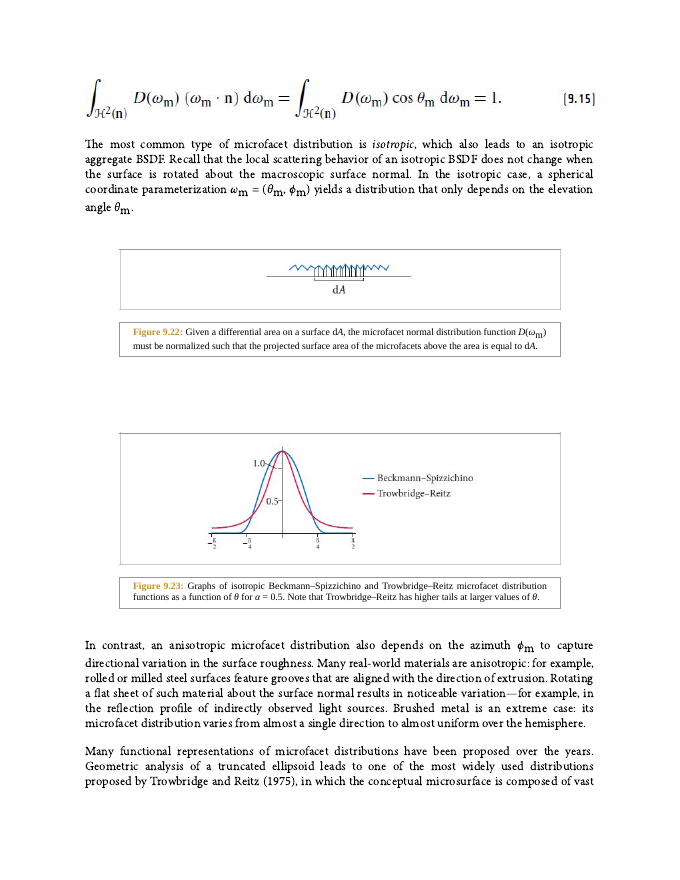 ∫ℋ²(n) D(ωm) (ωm · n) dωm = ∫ℋ²(n) D(ωm) cos θm dωm = 1. (9.15)
The most common type of microfacet distribution is isotropic, which also leads to an isotropic
aggregate BSDF. Recall that the local scattering behavior of an isotropic BSDF does not change when
the surface is rotated about the macroscopic surface normal. In the isotropic case, a spherical
coordinate parameterization ωm = (θm, ϕm) yields a distribution that only depends on the elevation
angle θm.
dA
Figure 9.22: Given a differential area on a surface dA, the microfacet normal distribution function D(ωm)
must be normalized such that the projected surface area of the microfacets above the area is equal to dA.
1.0
Beckmann–Spizzichino
Trowbridge–Reitz
0.5
−π/2 −π/4 π/4 π/2
Figure 9.23: Graphs of isotropic Beckmann–Spizzichino and Trowbridge–Reitz microfacet distribution
functions as a function of θ for α = 0.5. Note that Trowbridge–Reitz has higher tails at larger values of θ.
In contrast, an anisotropic microfacet distribution also depends on the azimuth ϕm to capture
directional variation in the surface roughness. Many real-world materials are anisotropic: for example,
rolled or milled steel surfaces feature grooves that are aligned with the direction of extrusion. Rotating
a flat sheet of such material about the surface normal results in noticeable variation—for example, in
the reflection profile of indirectly observed light sources. Brushed metal is an extreme case: its
microfacet distribution varies from almost a single direction to almost uniform over the hemisphere.
Many functional representations of microfacet distributions have been proposed over the years.
Geometric analysis of a truncated ellipsoid leads to one of the most widely used distributions
proposed by Trowbridge and Reitz (1975), in which the conceptual microsurface is composed of vast